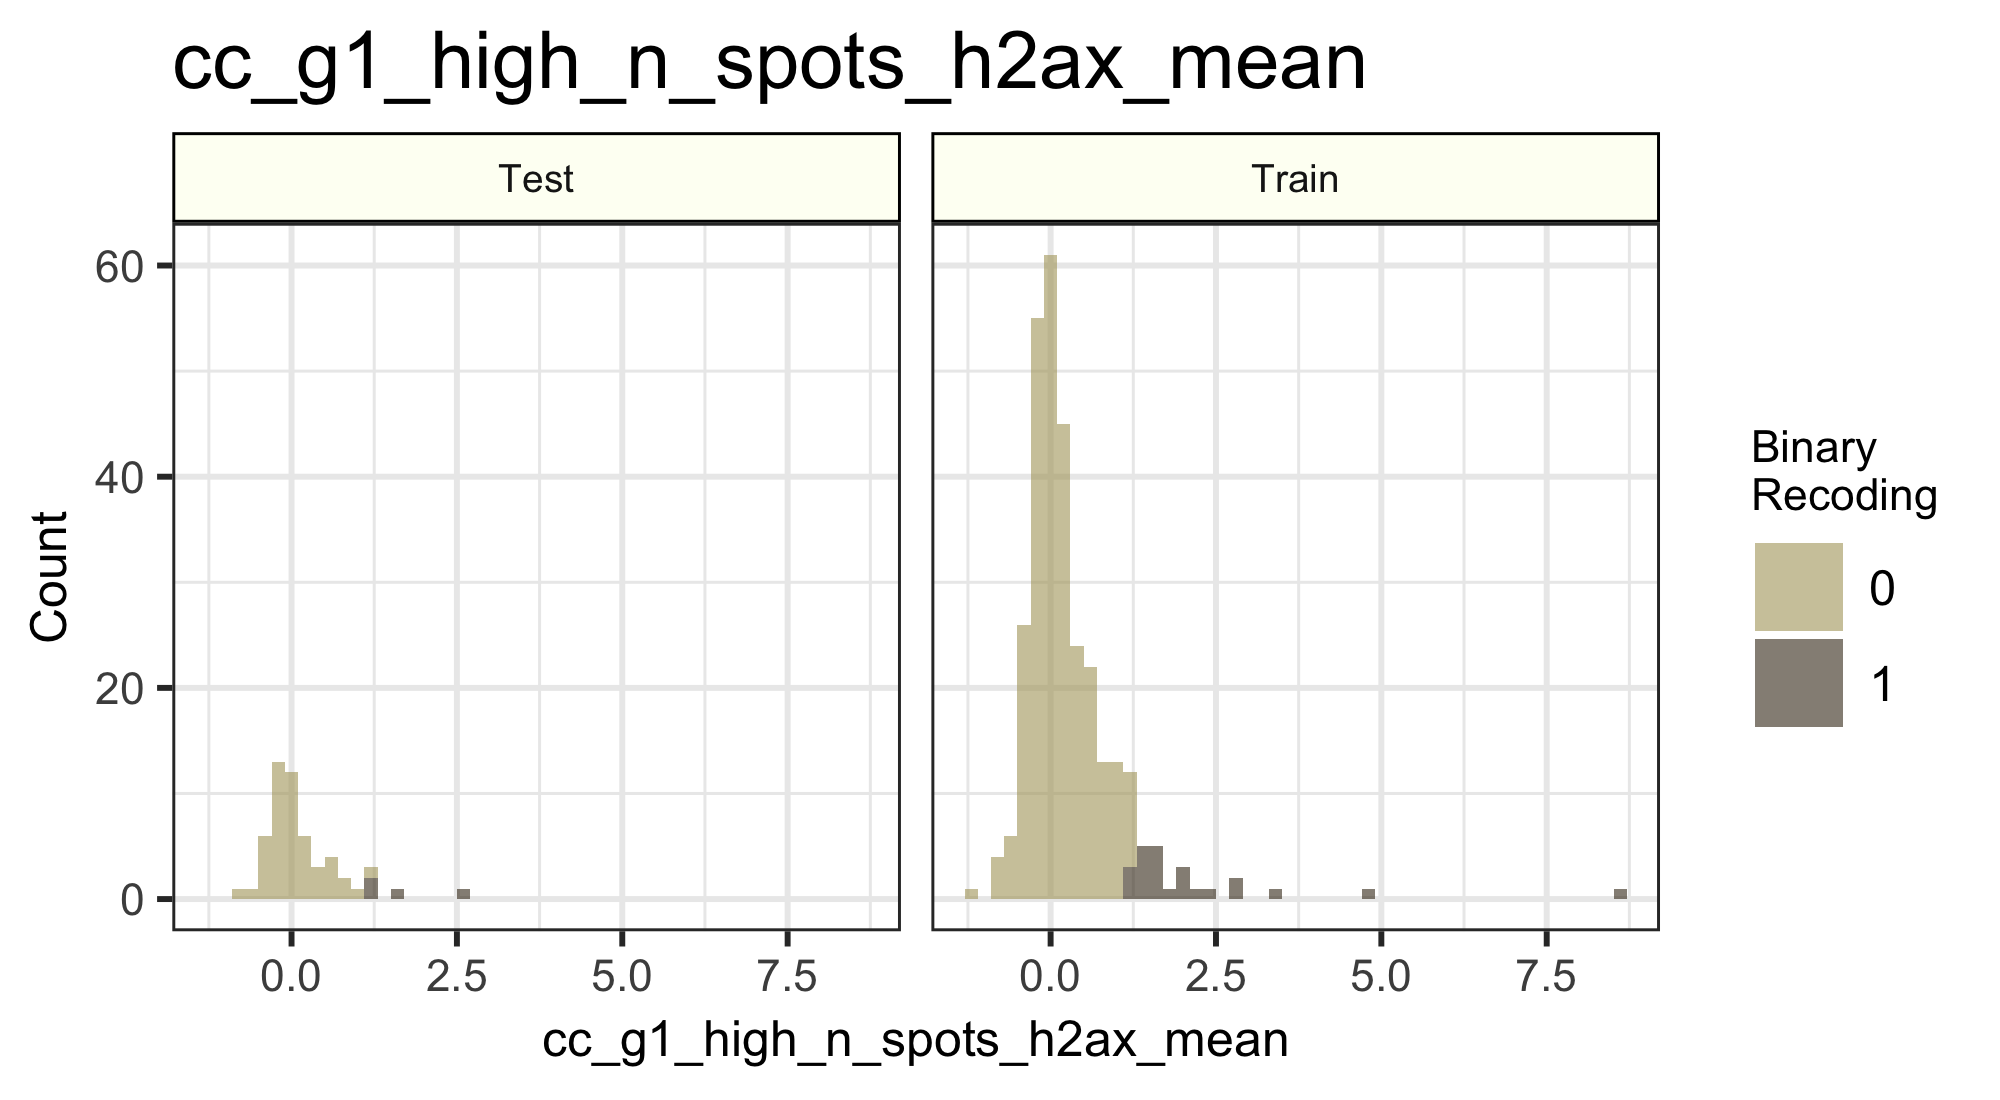 cc_g1_high_n_spots_h2ax_mean
Test
Train
60
40
20
0
Count
0.0 2.5 5.0 7.5
0.0 2.5 5.0 7.5
cc_g1_high_n_spots_h2ax_mean
Binary
Recoding
0
1